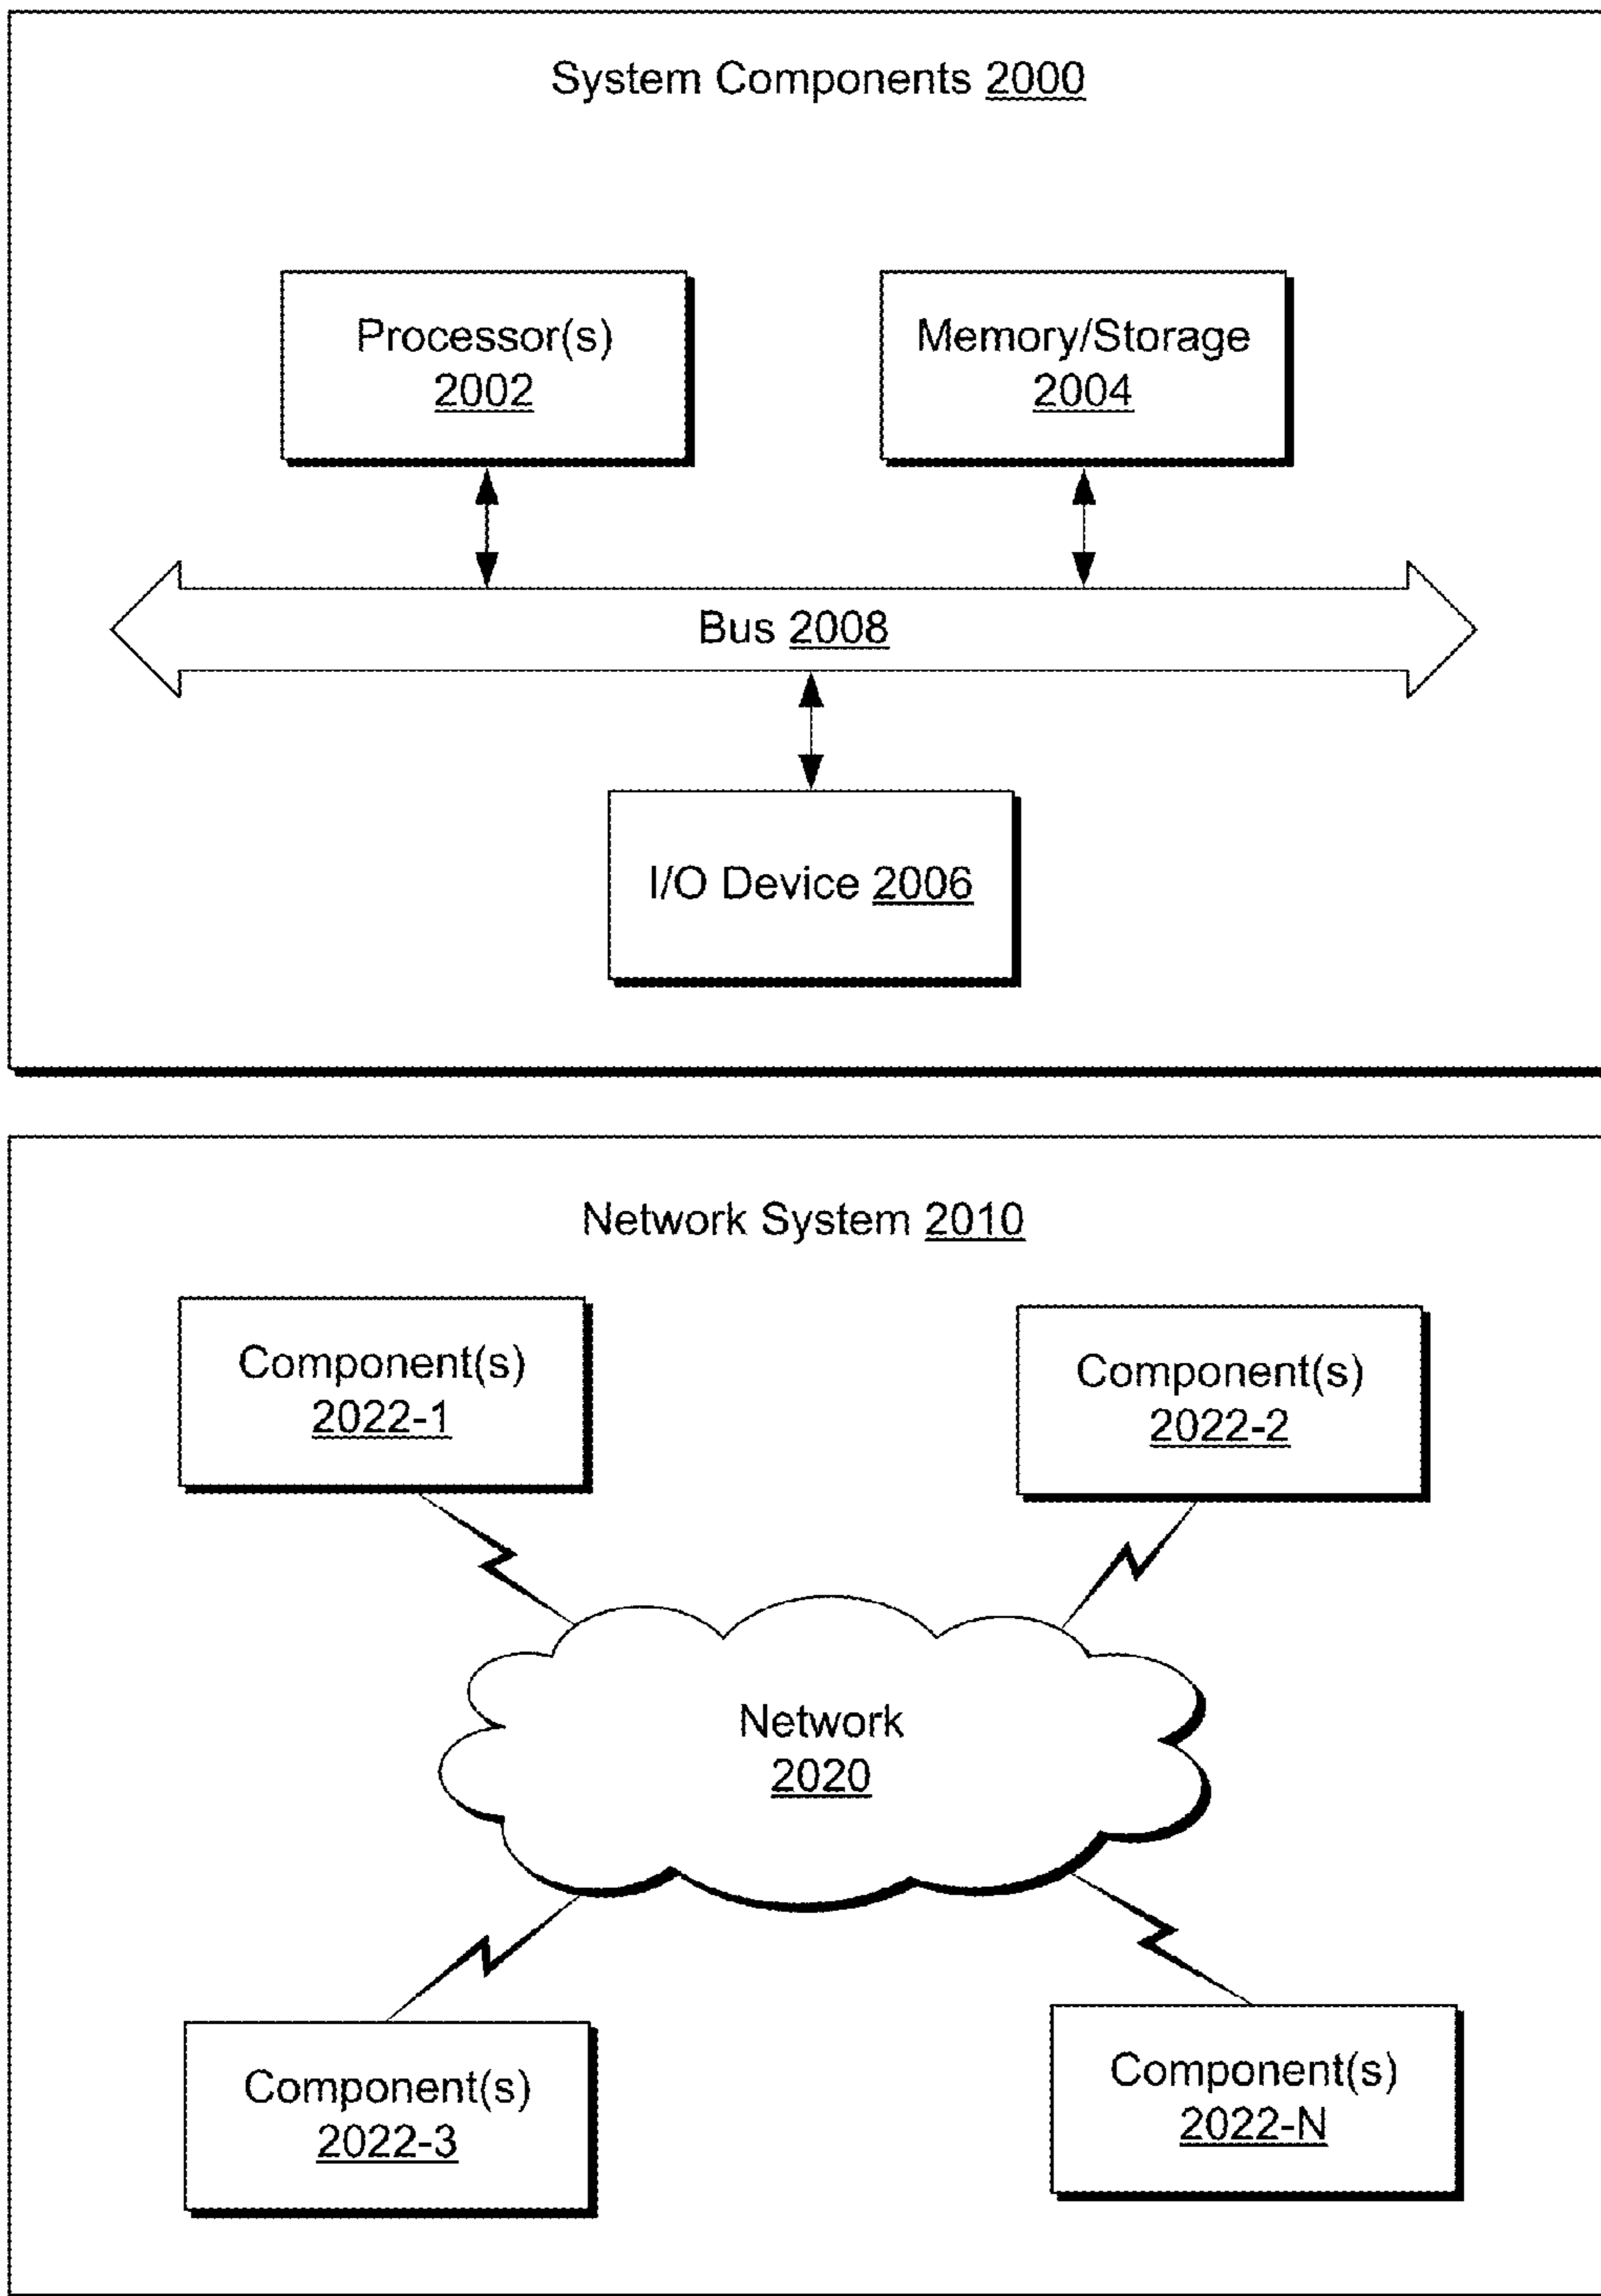 System Components 2000
Processor(s)
2002
Memory/Storage
2004
Bus 2008
I/O Device 2006
Network System 2010
Component(s)
2022-1
Component(s)
2022-2
Network
2020
Component(s)
2022-3
Component(s)
2022-N